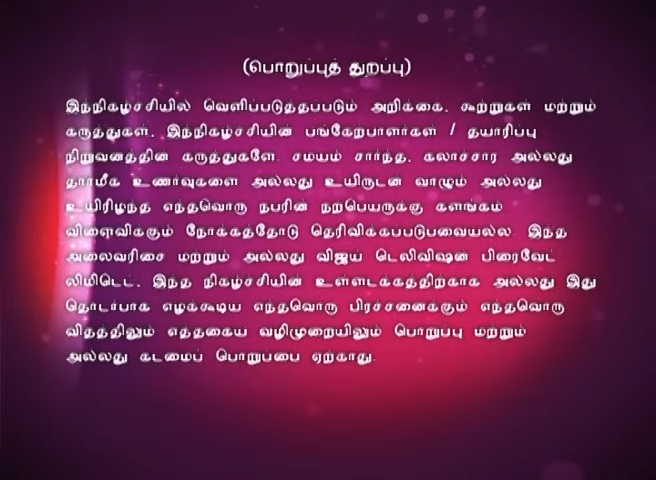 (பொறுப்புத் துறப்பு)
இந்நிகழ்ச்சியில் வெளிப்படுத்தப்படும் அறிக்கை, கூற்றுகள் மற்றும்
கருத்துகள், இந்நிகழ்ச்சியின் பங்கேற்பாளர்கள் / தயாரிப்பு
நிறுவனத்தின் கருத்துகளே. சமயம் சார்ந்த, கலாச்சார அல்லது
தார்மீக உணர்வுகளை அல்லது உயிருடன் வாழும் அல்லது
உயிரிழந்த எந்தவொரு நபரின் நற்பெயருக்கு களங்கம்
விளைவிக்கும் நோக்கத்தோடு தெரிவிக்கப்படுபவையல்ல இந்த
அலைவரிசை மற்றும் அல்லது விஜய் டெலிவிஷன் பிரைவேட்
லிமிடெட், இந்த நிகழ்ச்சியின் உள்ளடக்கத்திற்காக அல்லது இது
தொடர்பாக எழக்கூடிய எந்தவொரு பிரச்சனைக்கும் எந்தவொரு
விதத்திலும் எத்தகைய வழிமுறையிலும் பொறுப்பு மற்றும்
அல்லது கடமைப் பொறுப்பை ஏற்காது.